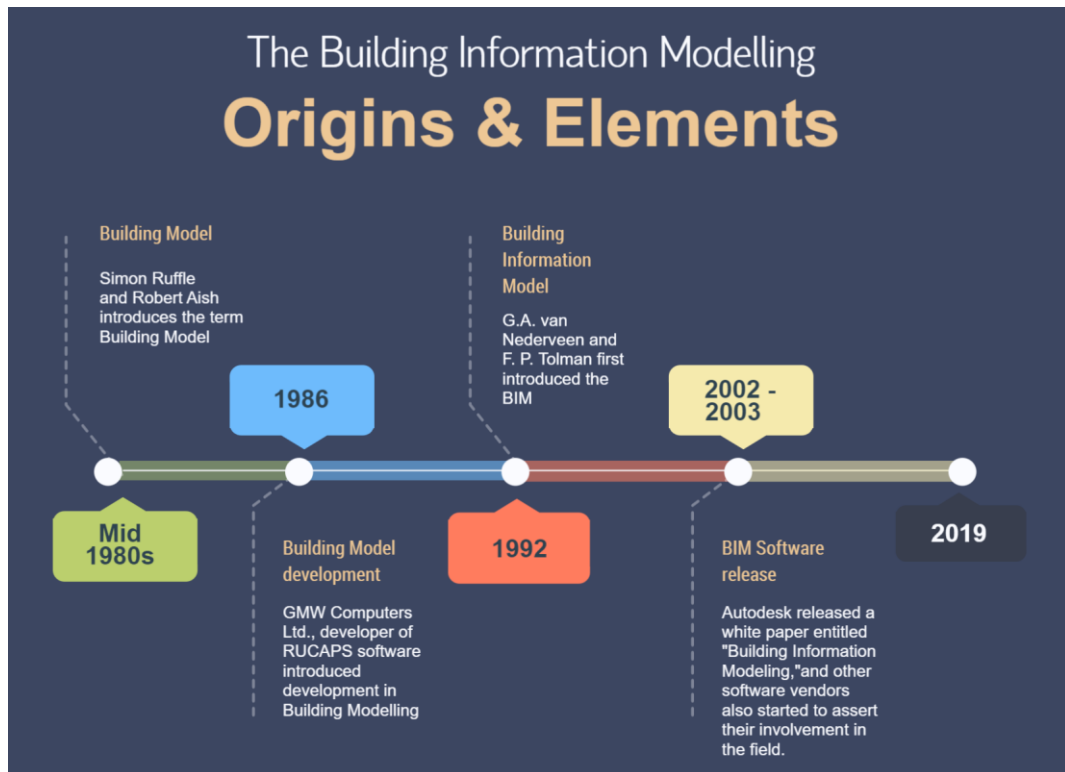 The Building Information Modelling
Origins & Elements
Building Model
Simon Ruffle
and Robert Aish
introduces the term
Building Model
Building
Information
Model
G.A. van
Nederveen and
F. P. Tolman first
introduced the
BIM
1986
2002 -
2003
Mid
1980s
1992
2019
Building Model
development
GMW Computers
Ltd., developer of
RUCAPS software
introduced
development in
Building Modelling
BIM Software
release
Autodesk released a
white paper entitled
"Building Information
Modeling,"and other
software vendors
also started to assert
their involvement in
the field.